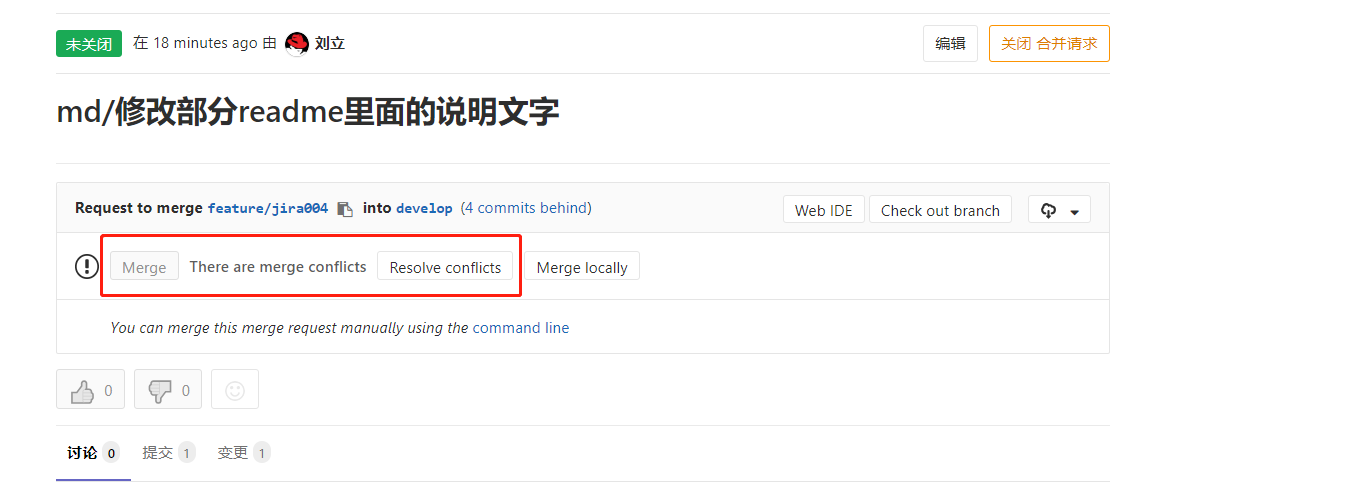 未关闭 在 18 minutes ago 由 刘立 编辑 关闭 合并请求
md/修改部分readme里面的说明文字
Request to merge feature/jira004 into develop (4 commits behind) Web IDE Check out branch
Merge There are merge conflicts Resolve conflicts Merge locally
You can merge this merge request manually using the command line
0 0
讨论 0 提交 1 变更 1